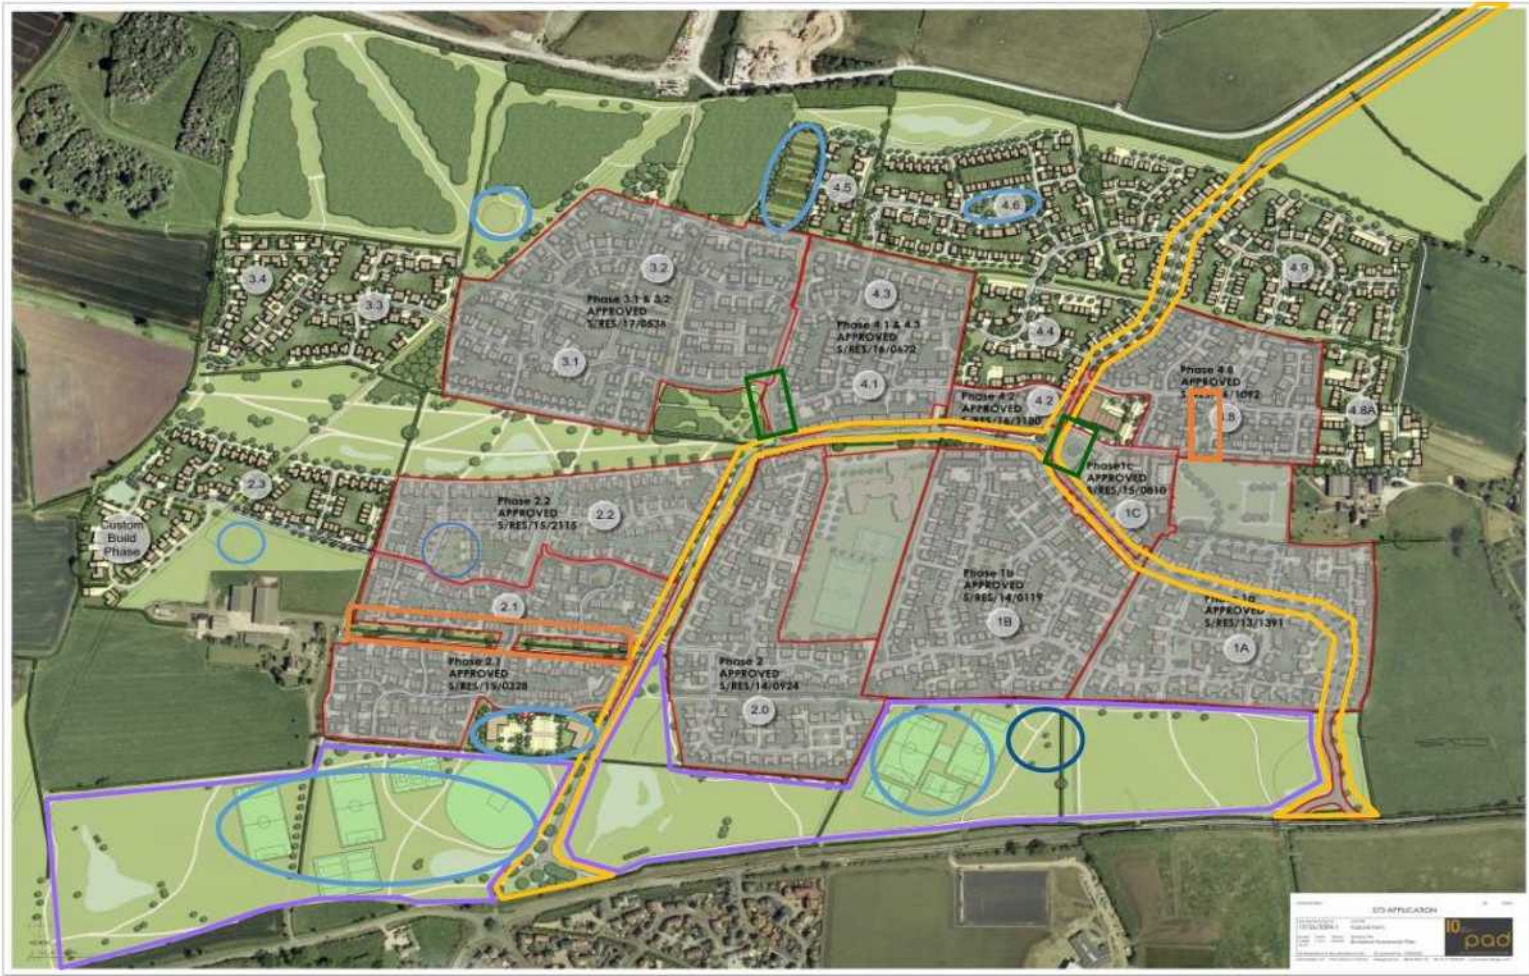 4.5
4.6
3.4
3.3
3.2
Phase 3.1 & 3.2
APPROVED
S/RES/17/0536
3.1
4.3
Phase 4.1 & 4.3
APPROVED
S/RES/16/0672
4.1
4.4
4.9
Phase 4.2
APPROVED
4.2
Phase 4.8
APPROVED
4.8A
2.3
Custom
Build
Phase
Phase 2.2
APPROVED
S/RES/15/2115
2.2
Phase1c
APPROVED
S/RES/15/0810
1C
2.1
Phase 1b
APPROVED
S/RES/14/0119
1B
APPROVED
S/RES/13/1391
1A
Phase 2.1
APPROVED
S/RES/15/0328
Phase 2
APPROVED
S/RES/14/0924
2.0
S73 APPLICATION
10
pad